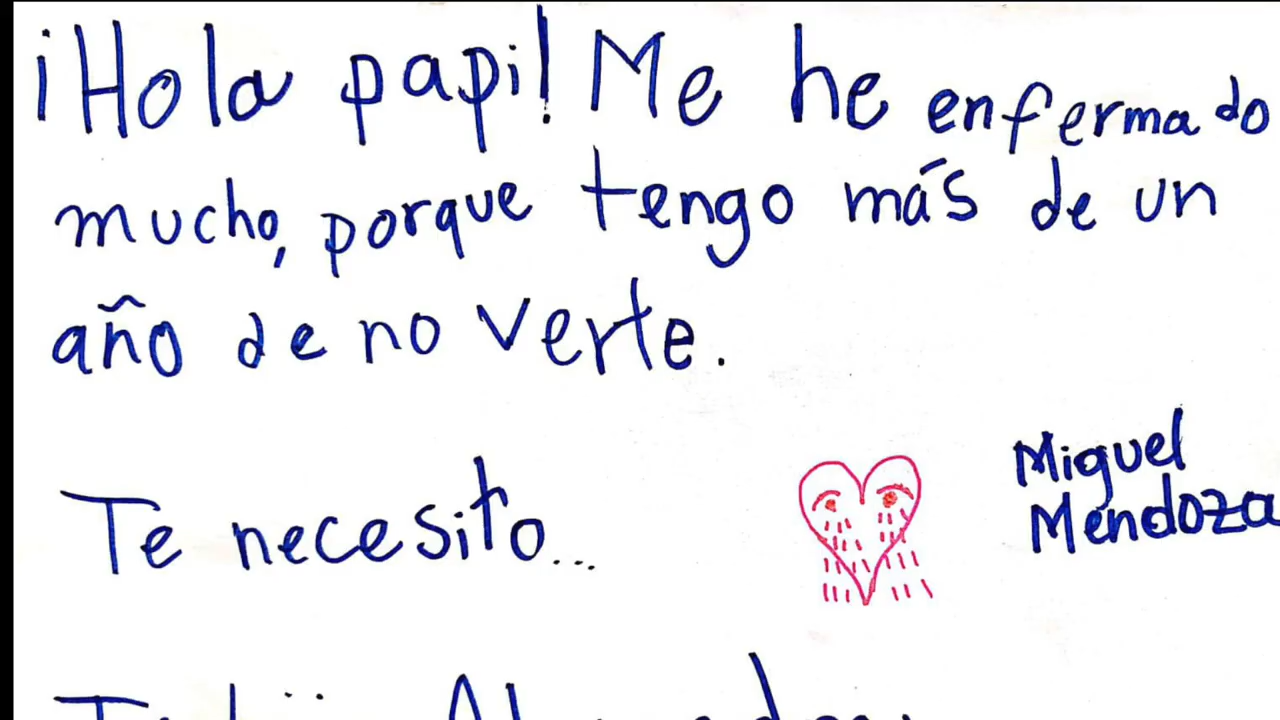 ¡Hola papi! Me he enfermado
mucho, porque tengo más de un
año de no verte.
Te necesito...
Miguel
Mendoza